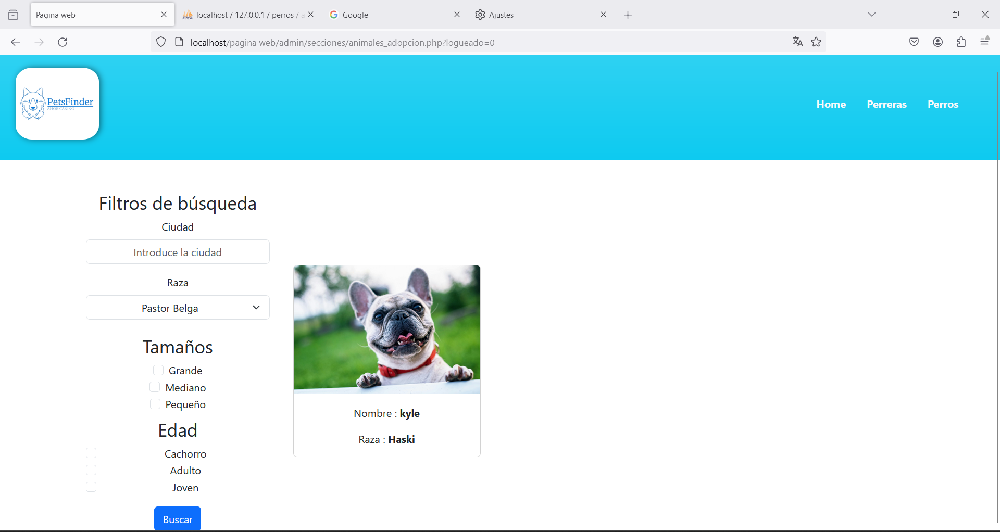 Pagina web
localhost / 127.0.0.1 / perros / a
Google
Ajustes
localhost/pagina web/admin/secciones/animales_adopcion.php?logueado=0
PetsFinder
AMOR CANINO
Home
Perreras
Perros
Filtros de búsqueda
Ciudad
Introduce la ciudad
Raza
Pastor Belga
Tamaños
Grande
Mediano
Pequeño
Edad
Cachorro
Adulto
Joven
Buscar
Nombre : kyle
Raza : Haski